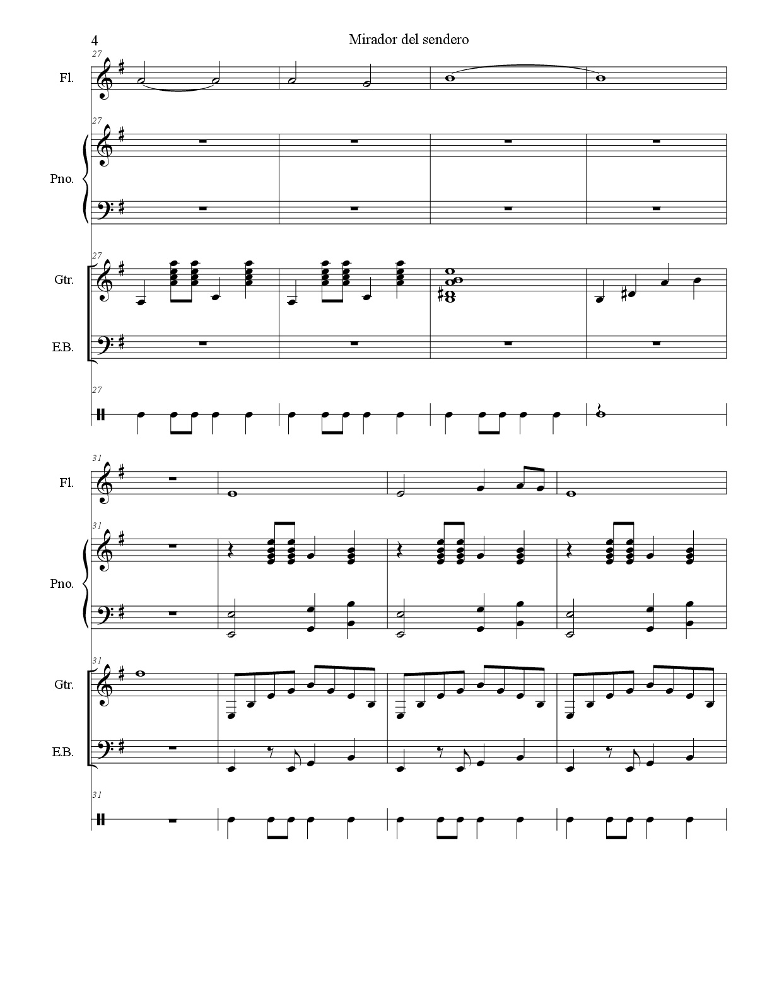 4
Mirador del sendero
27
Fl.
27
Pno.
27
Gtr.
E.B.
27
31
Fl.
31
Pno.
31
Gtr.
E.B.
31